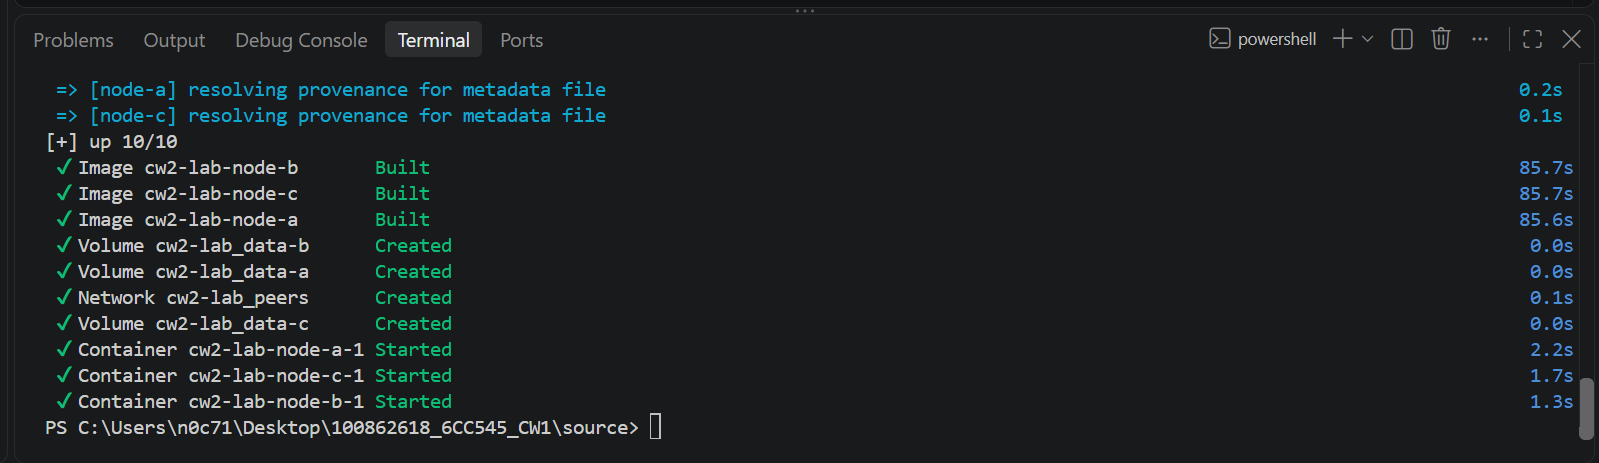 Problems Output Debug Console Terminal Ports powershell
=> [node-a] resolving provenance for metadata file 0.2s
=> [node-c] resolving provenance for metadata file 0.1s
[+] up 10/10
✓ Image cw2-lab-node-b Built 85.7s
✓ Image cw2-lab-node-c Built 85.7s
✓ Image cw2-lab-node-a Built 85.6s
✓ Volume cw2-lab_data-b Created 0.0s
✓ Volume cw2-lab_data-a Created 0.0s
✓ Network cw2-lab_peers Created 0.1s
✓ Volume cw2-lab_data-c Created 0.0s
✓ Container cw2-lab-node-a-1 Started 2.2s
✓ Container cw2-lab-node-c-1 Started 1.7s
✓ Container cw2-lab-node-b-1 Started 1.3s
PS C:\Users\n0c71\Desktop\100862618_6CC545_CW1\source>